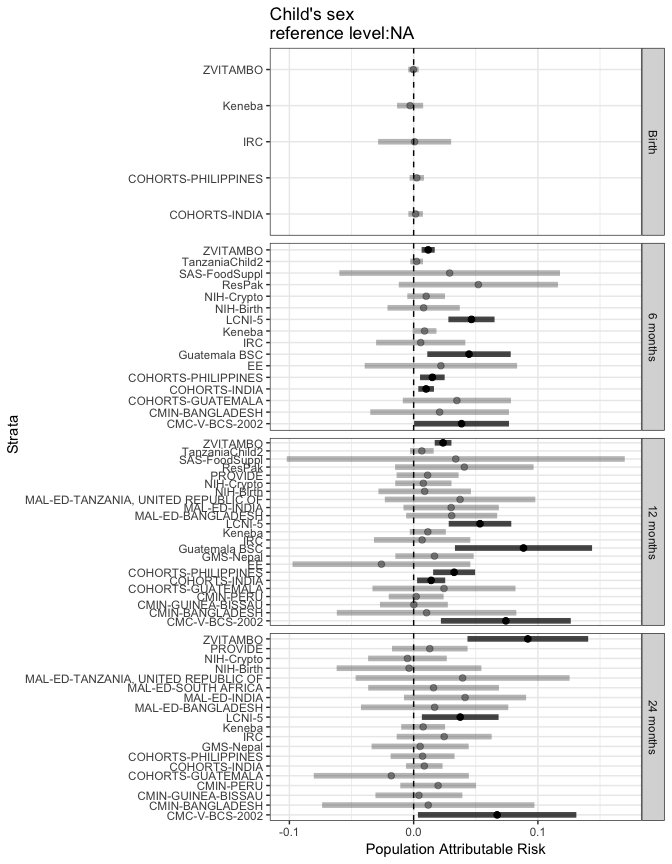 Child's sex
reference level:NA
ZVITAMBO
Keneba
IRC
COHORTS-PHILIPPINES
COHORTS-INDIA
Birth
ZVITAMBO
TanzaniaChild2
SAS-FoodSuppl
ResPak
NIH-Crypto
NIH-Birth
LCNI-5
Keneba
IRC
Guatemala BSC
EE
COHORTS-PHILIPPINES
COHORTS-INDIA
COHORTS-GUATEMALA
CMIN-BANGLADESH
CMC-V-BCS-2002
6 months
ZVITAMBO
TanzaniaChild2
SAS-FoodSuppl
ResPak
PROVIDE
NIH-Crypto
NIH-Birth
MAL-ED-TANZANIA, UNITED REPUBLIC OF
MAL-ED-INDIA
MAL-ED-BANGLADESH
LCNI-5
Keneba
IRC
Guatemala BSC
GMS-Nepal
EE
COHORTS-PHILIPPINES
COHORTS-INDIA
COHORTS-GUATEMALA
CMIN-PERU
CMIN-GUINEA-BISSAU
CMIN-BANGLADESH
CMC-V-BCS-2002
12 months
ZVITAMBO
PROVIDE
NIH-Crypto
NIH-Birth
MAL-ED-TANZANIA, UNITED REPUBLIC OF
MAL-ED-SOUTH AFRICA
MAL-ED-INDIA
MAL-ED-BANGLADESH
LCNI-5
Keneba
IRC
GMS-Nepal
COHORTS-PHILIPPINES
COHORTS-INDIA
COHORTS-GUATEMALA
CMIN-PERU
CMIN-GUINEA-BISSAU
CMIN-BANGLADESH
CMC-V-BCS-2002
24 months
Strata
-0.1 0.0 0.1
Population Attributable Risk